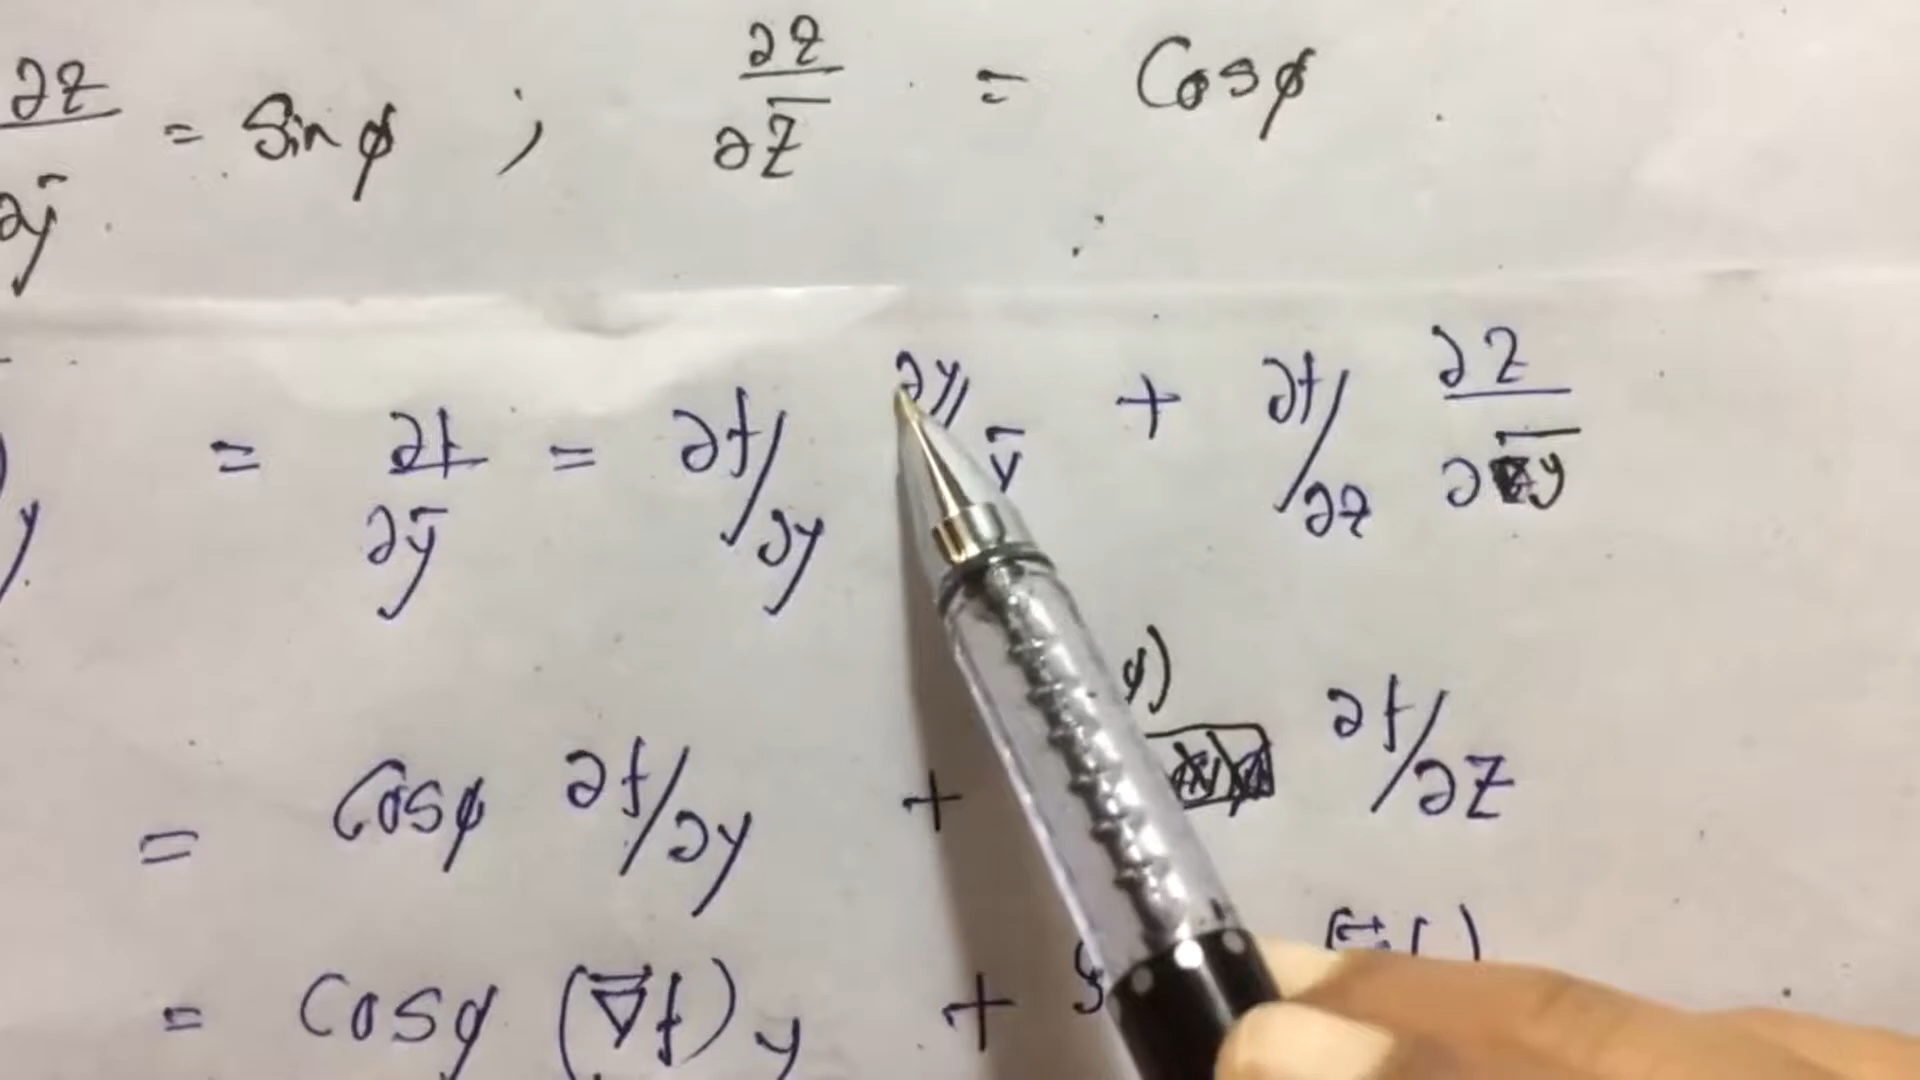 ∂z/∂ȳ = Sin φ ; ∂z/∂z̄ = Cos φ
= ∂f/∂ȳ = ∂f/∂y ∂y/ ȳ + ∂f/∂z ∂z/∂ȳ
= Cos φ ∂f/∂y + φ) ∂f/∂z
= Cos φ (∇⃗f)y +